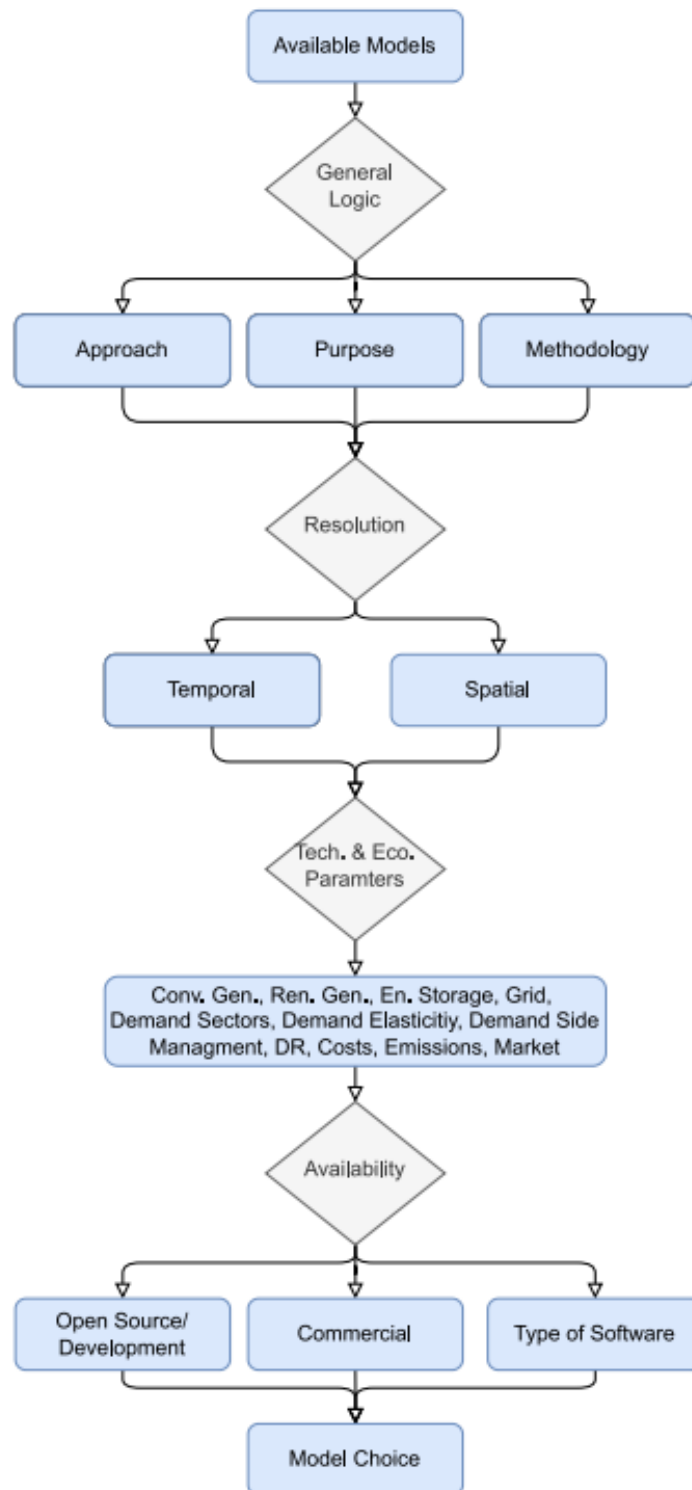 Available Models
General
Logic
Approach
Purpose
Methodology
Resolution
Temporal
Spatial
Tech. & Eco.
Paramters
Conv. Gen., Ren. Gen., En. Storage, Grid,
Demand Sectors, Demand Elasticitiy, Demand Side
Managment, DR, Costs, Emissions, Market
Availability
Open Source/
Development
Commercial
Type of Software
Model Choice